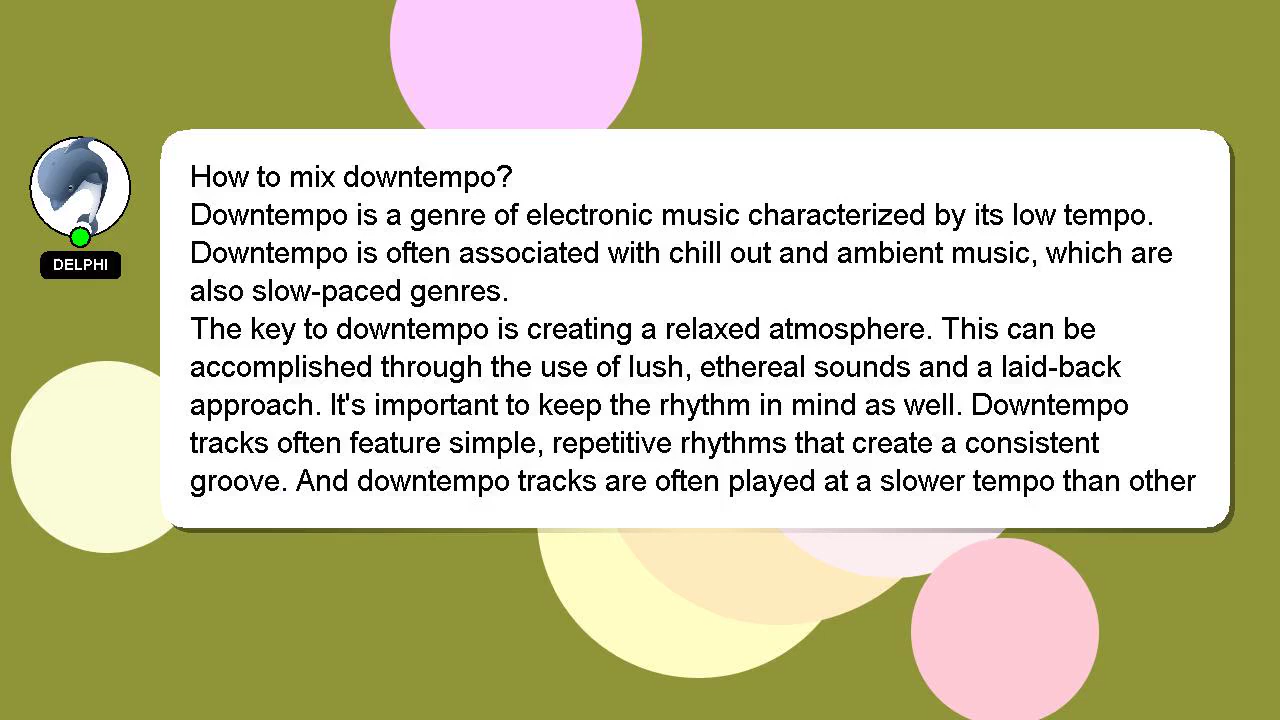 How to mix downtempo?
Downtempo is a genre of electronic music characterized by its low tempo.
Downtempo is often associated with chill out and ambient music, which are
also slow-paced genres.
The key to downtempo is creating a relaxed atmosphere. This can be
accomplished through the use of lush, ethereal sounds and a laid-back
approach. It's important to keep the rhythm in mind as well. Downtempo
tracks often feature simple, repetitive rhythms that create a consistent
groove. And downtempo tracks are often played at a slower tempo than other
DELPHI